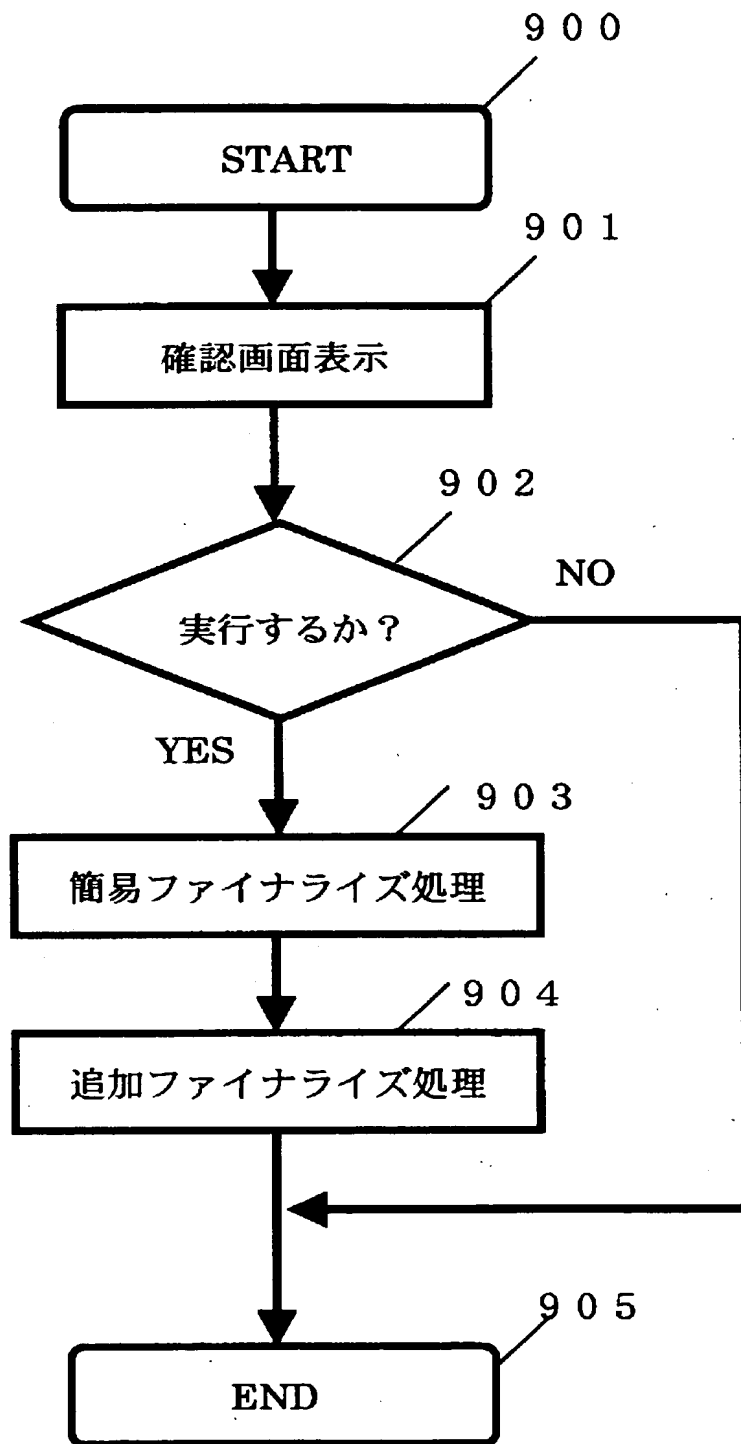 ９００
START
９０１
確認画面表示
９０２
NO
実行するか？
YES
９０３
簡易ファイナライズ処理
９０４
追加ファイナライズ処理
９０５
END